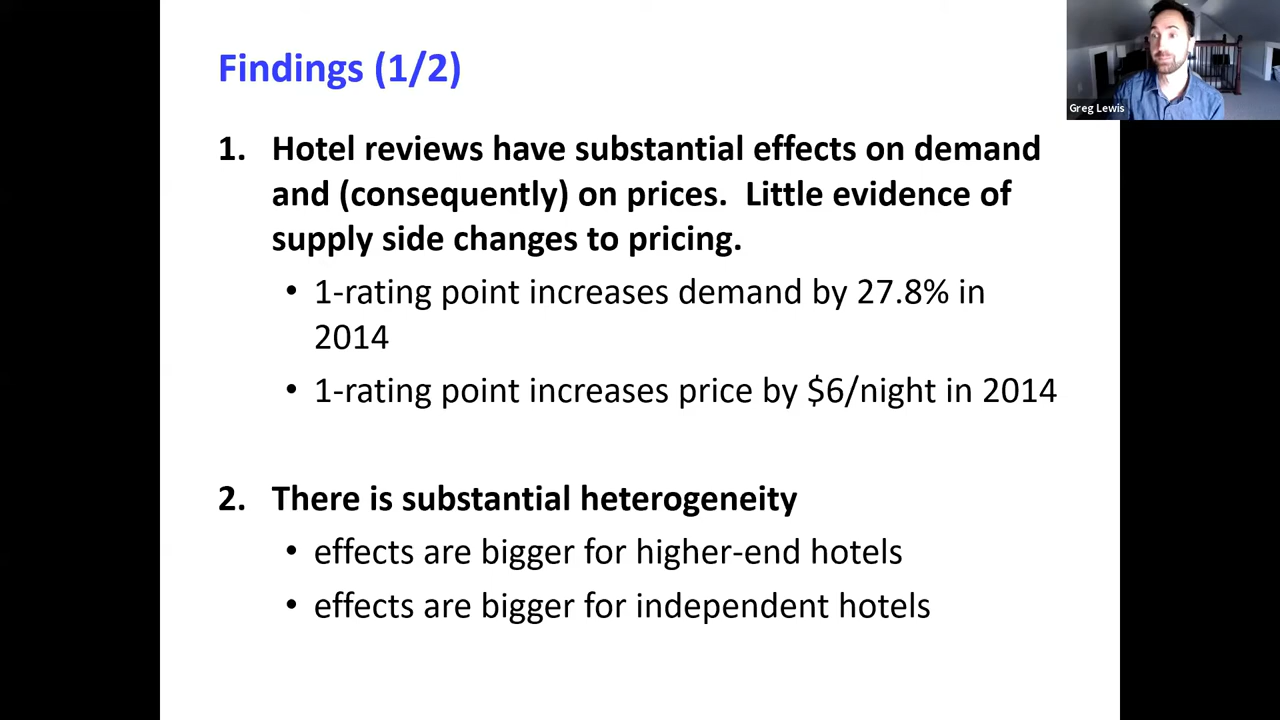 Findings (1/2)
Greg Lewis
1. Hotel reviews have substantial effects on demand
and (consequently) on prices. Little evidence of
supply side changes to pricing.
• 1-rating point increases demand by 27.8% in
2014
• 1-rating point increases price by $6/night in 2014
2. There is substantial heterogeneity
• effects are bigger for higher-end hotels
• effects are bigger for independent hotels